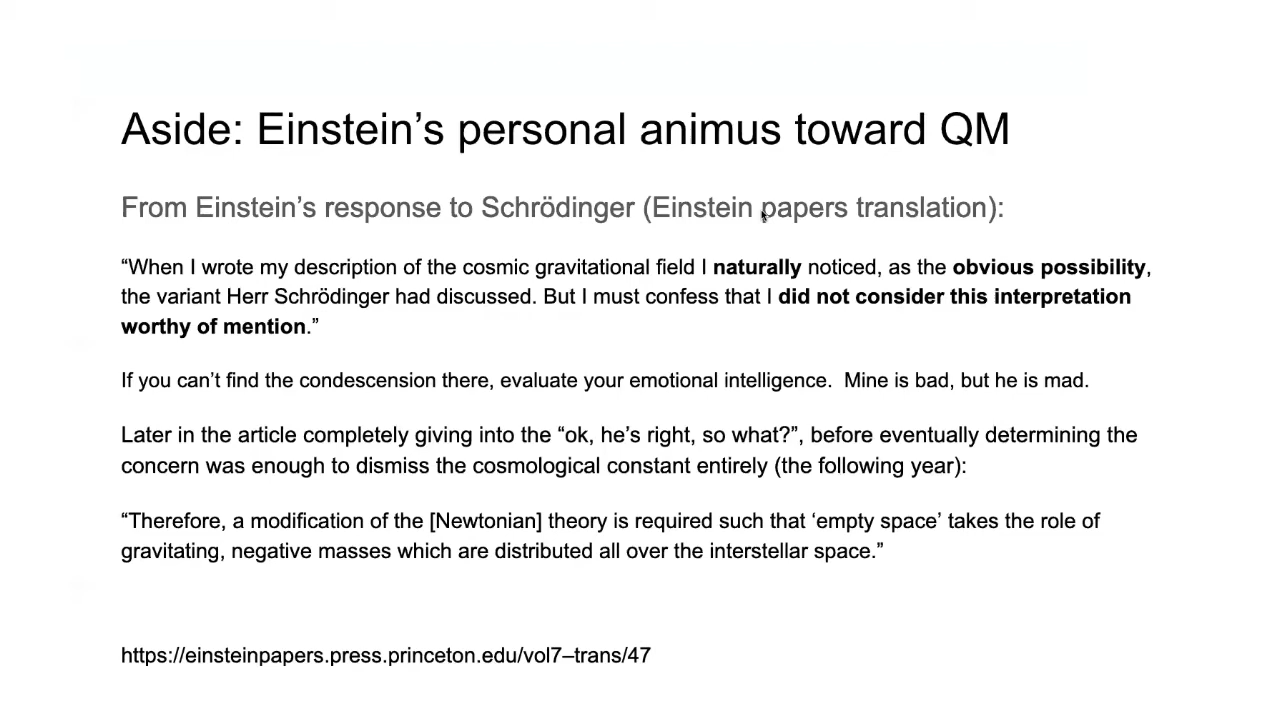 Aside: Einstein’s personal animus toward QM
From Einstein’s response to Schrödinger (Einstein papers translation):
“When I wrote my description of the cosmic gravitational field I naturally noticed, as the obvious possibility,
the variant Herr Schrödinger had discussed. But I must confess that I did not consider this interpretation
worthy of mention.”
If you can’t find the condescension there, evaluate your emotional intelligence.  Mine is bad, but he is mad.
Later in the article completely giving into the “ok, he’s right, so what?”, before eventually determining the
concern was enough to dismiss the cosmological constant entirely (the following year):
“Therefore, a modification of the [Newtonian] theory is required such that ‘empty space’ takes the role of
gravitating, negative masses which are distributed all over the interstellar space.”
https://einsteinpapers.press.princeton.edu/vol7–trans/47